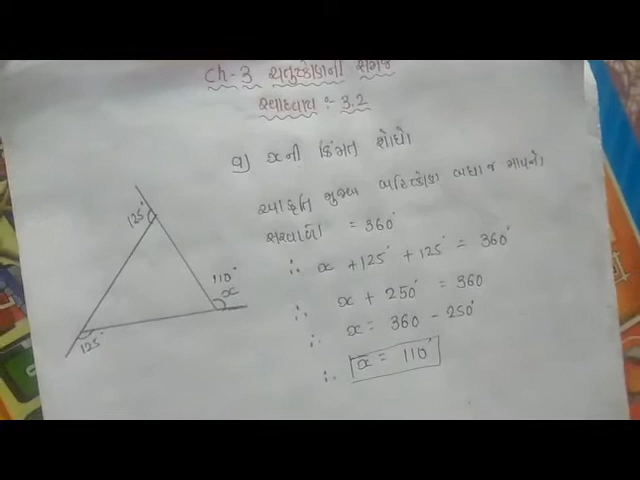 Ch-3 ચતુષ્કોણની સમજ
સ્વાધ્યાય :- 3.2
૧) x ની કિંમત શોધો
આકૃતિ મુજબ બહિષ્કોણ બધા જ માપનો
સરવાળો = 360°
∴ x + 125° + 125° = 360°
∴ x + 250° = 360
∴ x = 360 - 250°
∴ x = 110°
125°
110°
x
125°